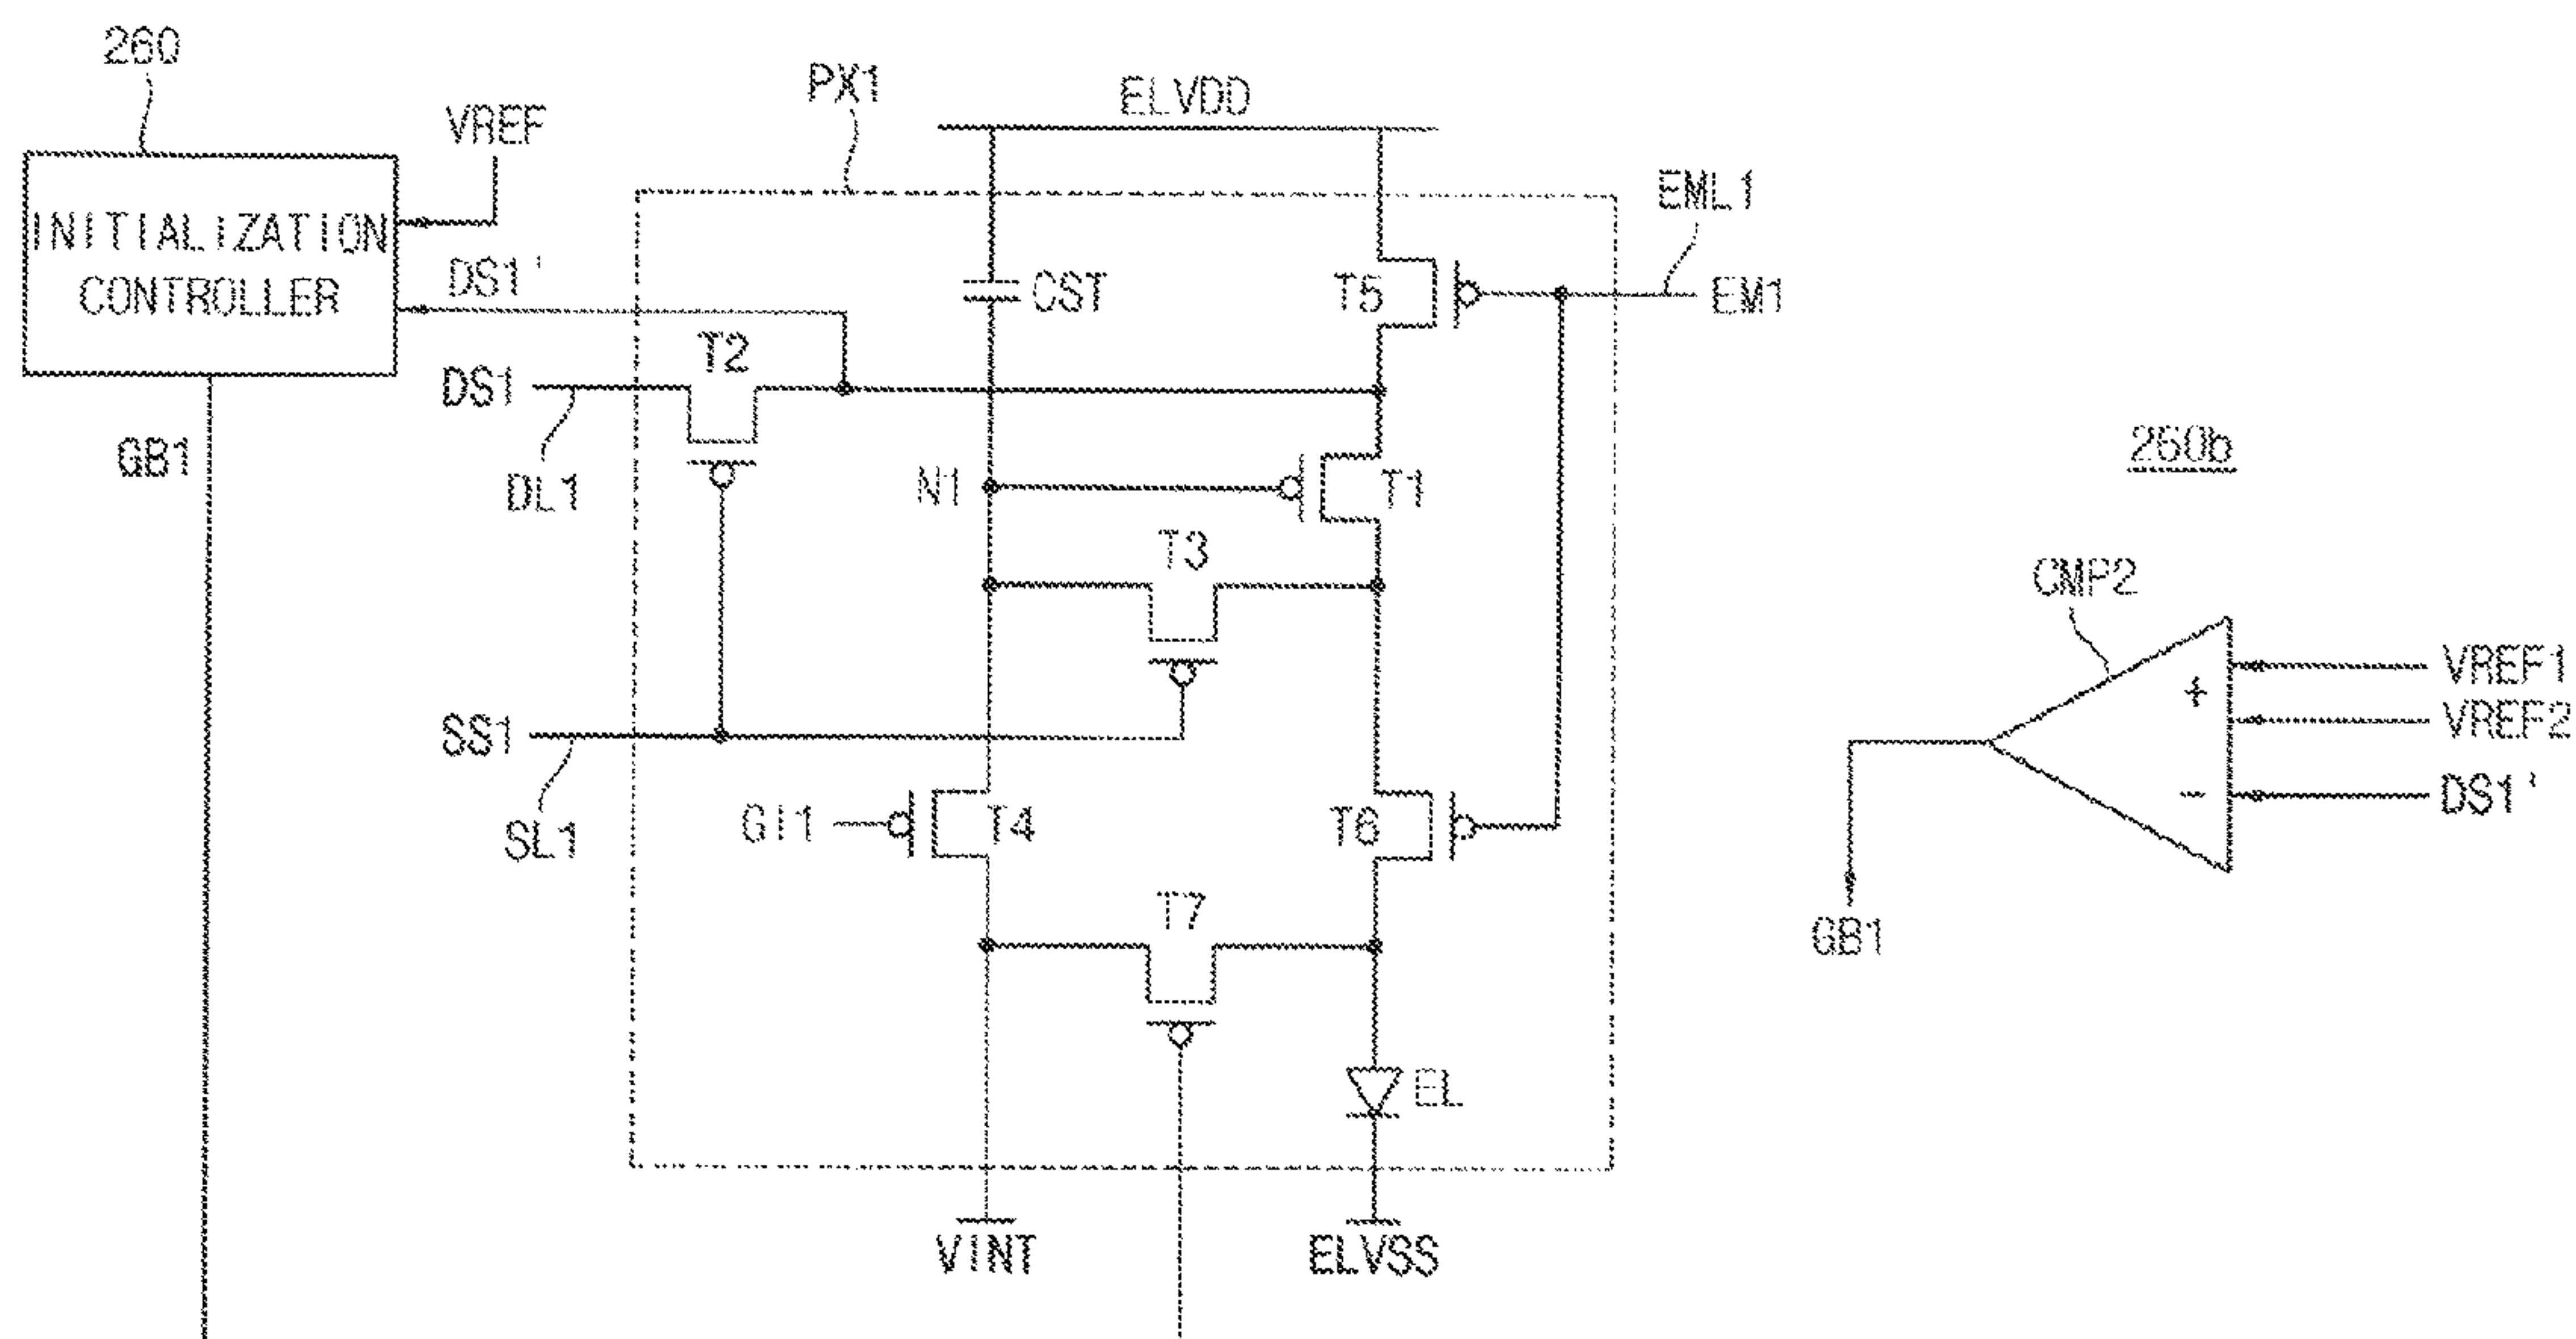 260
VREF
PX1
ELVDD
INITIALIZATION
CONTROLLER
DS1'
EML1
EM1
CST
T5
T2
DS1
DL1
GB1
N1
T1
T3
SS1
SL1
GI1
T4
T6
T7
EL
VINT
ELVSS
260b
CMP2
+
-
VREF1
VREF2
DS1'
GB1